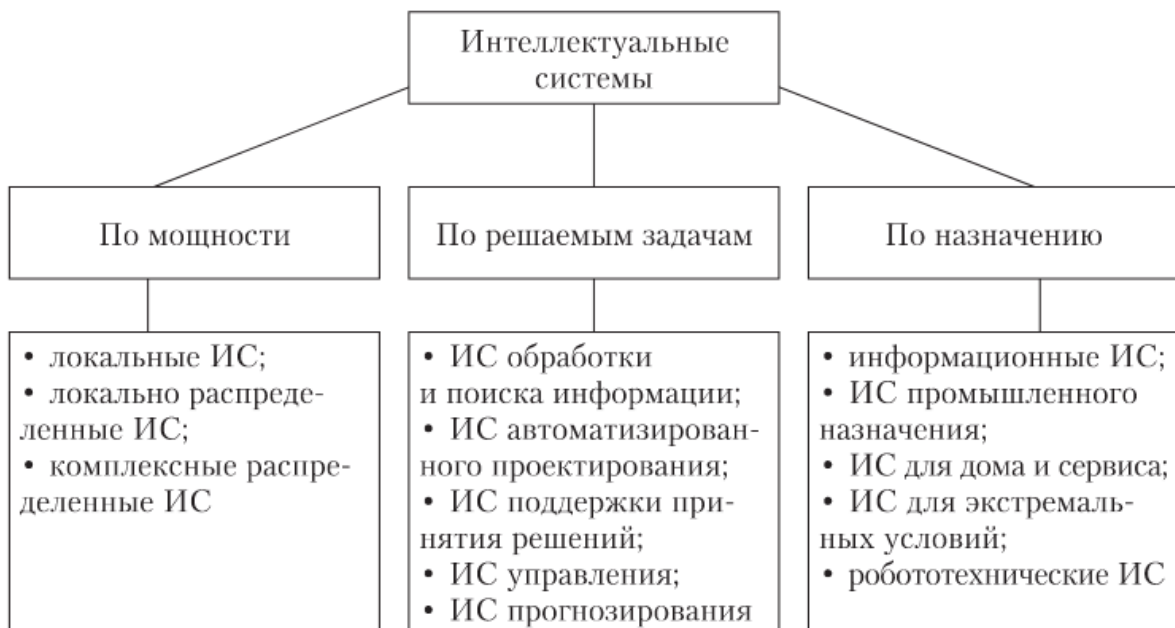 Интеллектуальные
системы
По мощности
По решаемым задачам
По назначению
• локальные ИС;
• локально распреде-
ленные ИС;
• комплексные распре-
деленные ИС
• ИС обработки
и поиска информации;
• ИС автоматизирован-
ного проектирования;
• ИС поддержки при-
нятия решений;
• ИС управления;
• ИС прогнозирования
• информационные ИС;
• ИС промышленного
назначения;
• ИС для дома и сервиса;
• ИС для экстремаль-
ных условий;
• робототехнические ИС